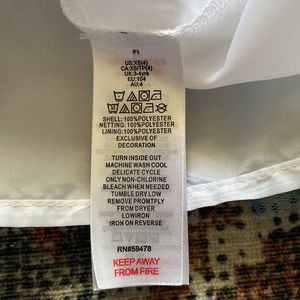 P1
US:XS(4)
CA:XS/TP(4)
UK:3-4yrs
EU:104
AU:4
SHELL: 100%POLYESTER
NETTING: 100%POLYESTER
LINING: 100%POLYESTER
EXCLUSIVE OF
DECORATION
TURN INSIDE OUT
MACHINE WASH COOL
DELICATE CYCLE
ONLY NON-CHLORINE
BLEACH WHEN NEEDED
TUMBLE DRY LOW
REMOVE PROMPTLY
FROM DRYER
LOWIRON
IRON ON REVERSE
RN#59478
KEEP AWAY
FROM FIRE